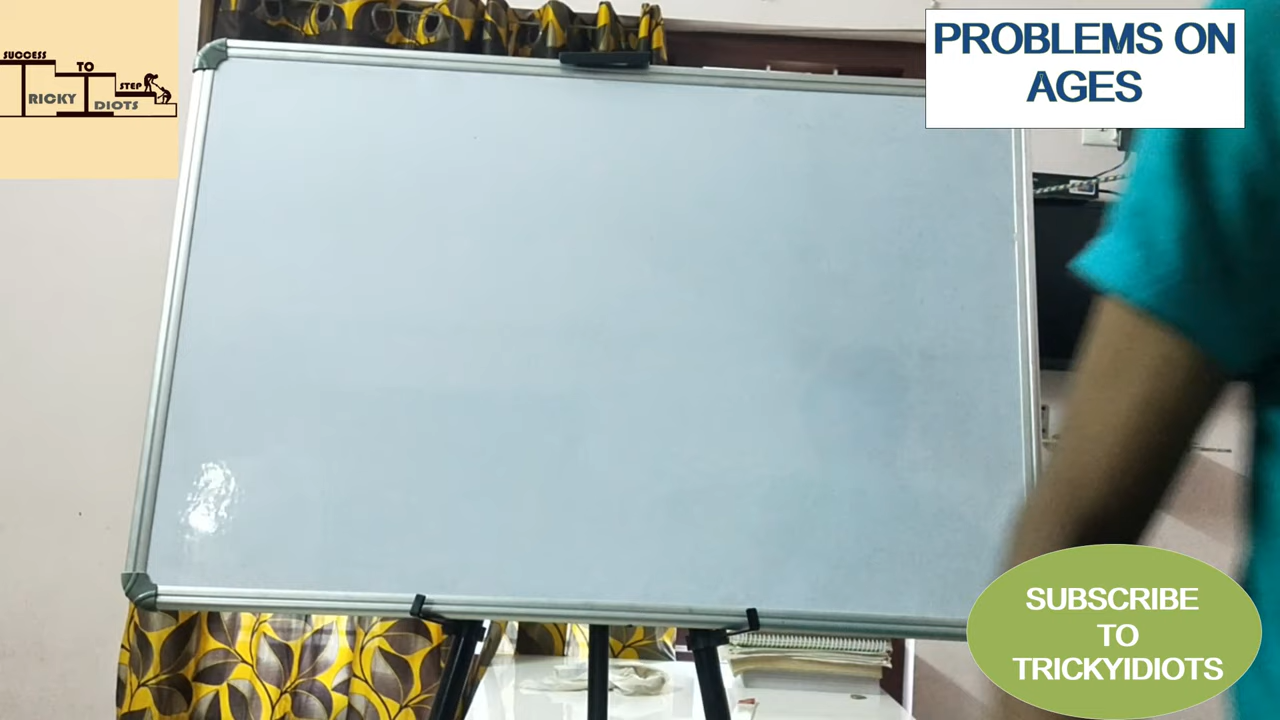 SUCCESS
TO
STEP
RICKY
DIOTS
PROBLEMS ON
AGES
SUBSCRIBE
TO
TRICKYIDIOTS